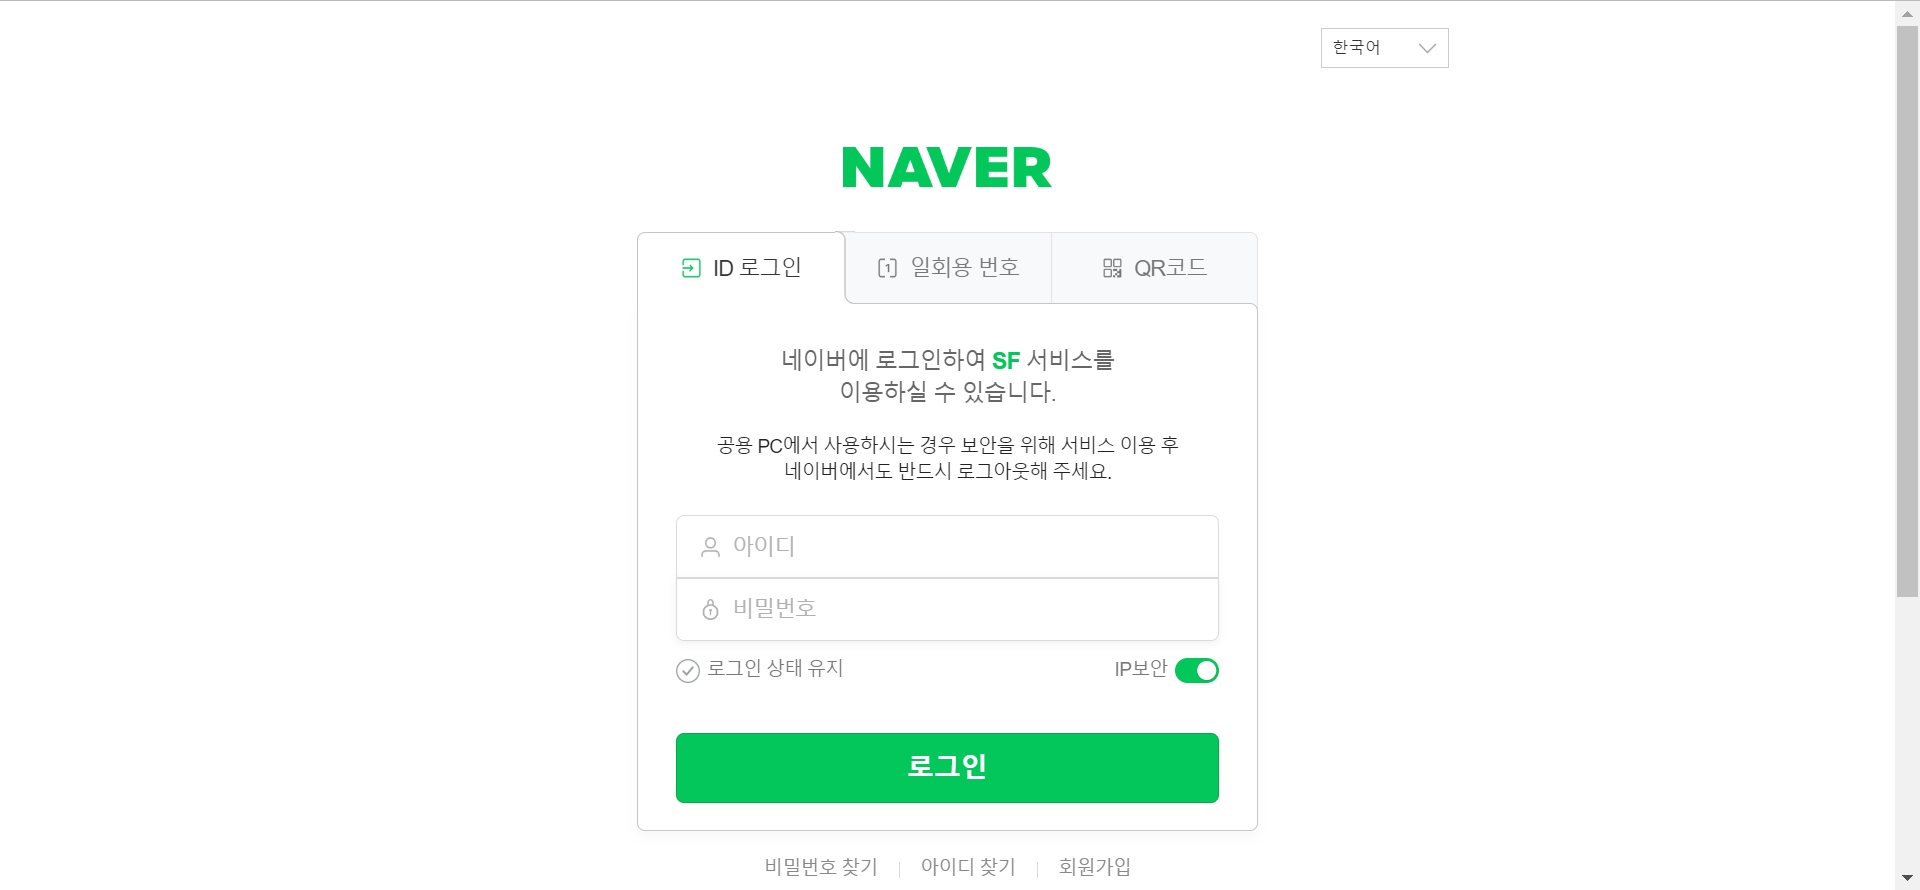 한국어
NAVER
ID 로그인
1 일회용 번호
QR코드
네이버에 로그인하여 SF 서비스를
이용하실 수 있습니다.
공용 PC에서 사용하시는 경우 보안을 위해 서비스 이용 후
네이버에서도 반드시 로그아웃해 주세요.
아이디
비밀번호
로그인 상태 유지
IP보안
로그인
비밀번호 찾기 | 아이디 찾기 | 회원가입